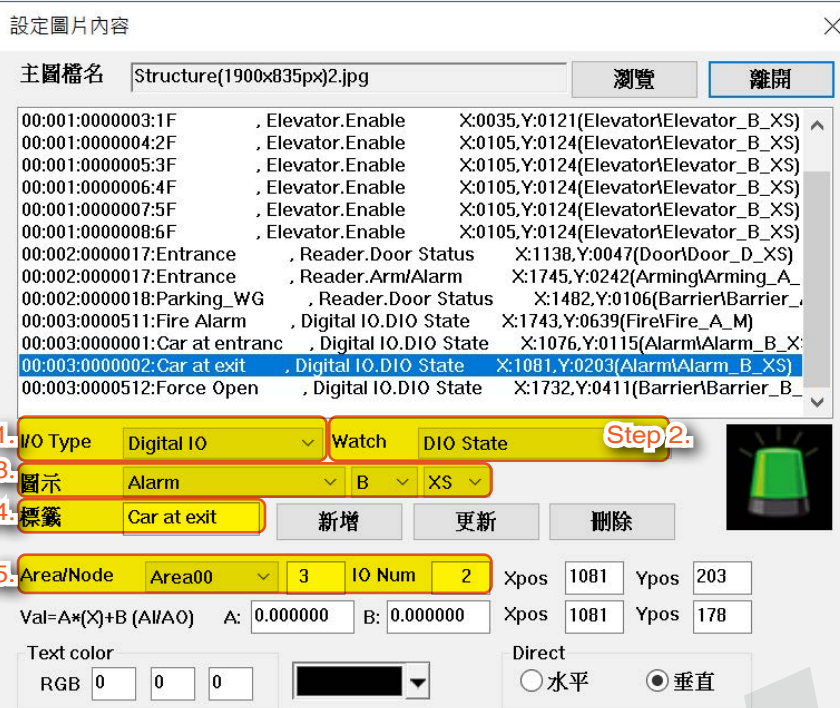 設定圖片內容
主圖檔名 Structure(1900x835px)2.jpg 瀏覽 離開
00:001:0000003:1F , Elevator.Enable X:0035,Y:0121(Elevator\Elevator_B_XS)
00:001:0000004:2F , Elevator.Enable X:0105,Y:0124(Elevator\Elevator_B_XS)
00:001:0000005:3F , Elevator.Enable X:0105,Y:0124(Elevator\Elevator_B_XS)
00:001:0000006:4F , Elevator.Enable X:0105,Y:0124(Elevator\Elevator_B_XS)
00:001:0000007:5F , Elevator.Enable X:0105,Y:0124(Elevator\Elevator_B_XS)
00:001:0000008:6F , Elevator.Enable X:0105,Y:0124(Elevator\Elevator_B_XS)
00:002:0000017:Entrance , Reader.Door Status X:1138,Y:0047(Door\Door_D_XS)
00:002:0000017:Entrance , Reader.Arm/Alarm X:1745,Y:0242(Arming\Arming_A_
00:002:0000018:Parking_WG , Reader.Door Status X:1482,Y:0106(Barrier\Barrier_
00:003:0000511:Fire Alarm , Digital IO.DIO State X:1743,Y:0639(Fire\Fire_A_M)
00:003:0000001:Car at entranc , Digital IO.DIO State X:1076,Y:0115(Alarm\Alarm_B_X
00:003:0000002:Car at exit , Digital IO.DIO State X:1081,Y:0203(Alarm\Alarm_B_XS)
00:003:0000512:Force Open , Digital IO.DIO State X:1732,Y:0411(Barrier\Barrier_B_
1. I/O Type Digital IO Watch DIO State Step 2.
3. 圖示 Alarm B XS
4. 標籤 Car at exit 新增 更新 刪除
5. Area/Node Area00 3 IO Num 2 Xpos 1081 Ypos 203
Val=A*(X)+B (AI/AO) A: 0.000000 B: 0.000000 Xpos 1081 Ypos 178
Text color Direct
RGB 0 0 0 水平 垂直